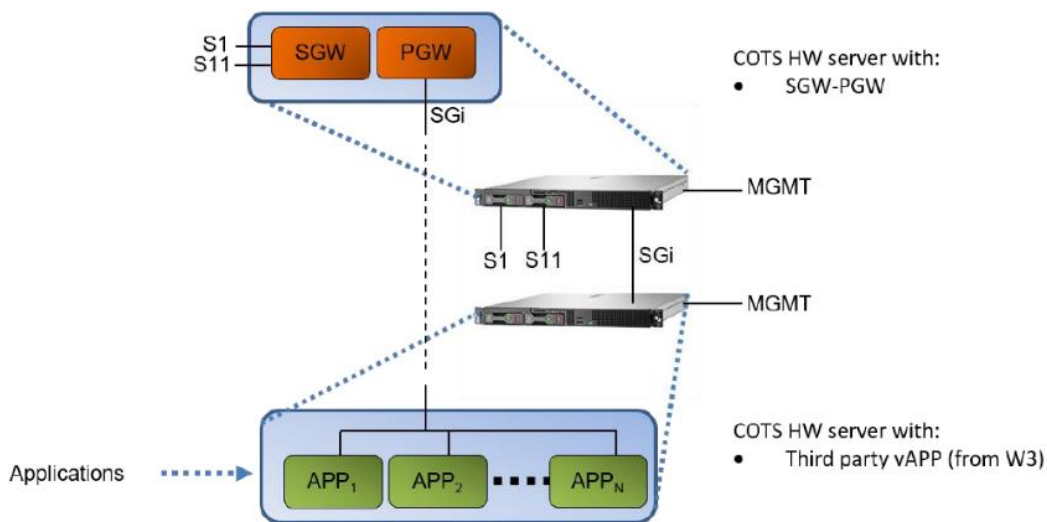 S1
S11
SGW
PGW
SGi
COTS HW server with:
• SGW-PGW
MGMT
S1
S11
SGi
MGMT
COTS HW server with:
• Third party vAPP (from W3)
Applications
APP1
APP2
APPN